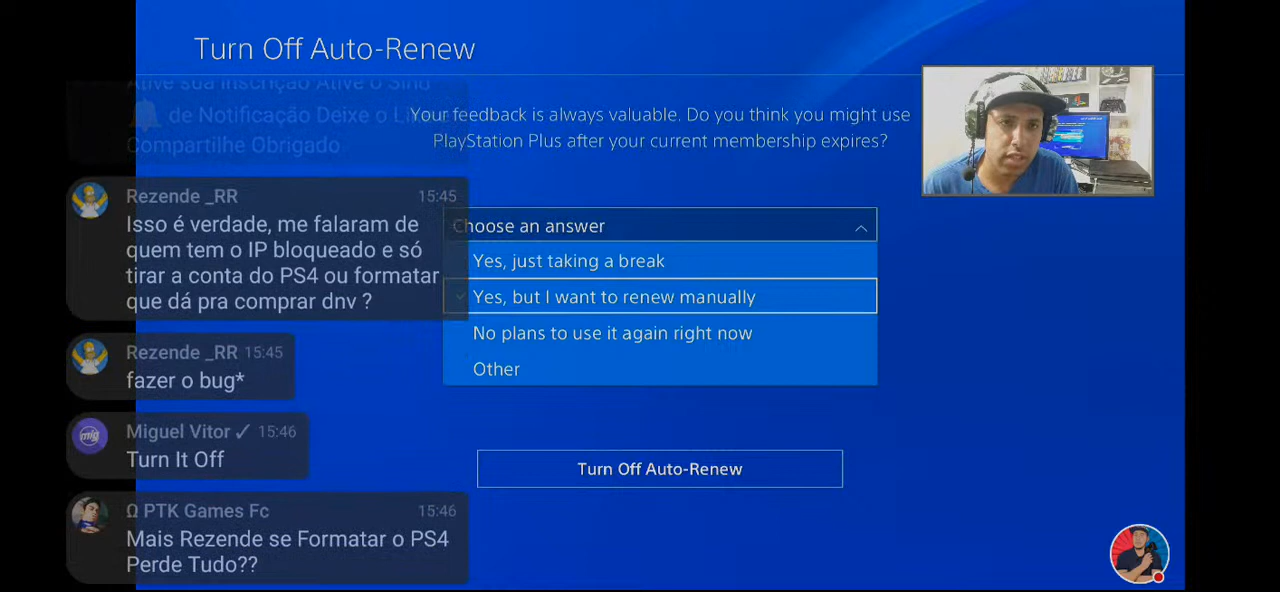 Turn Off Auto-Renew
Your feedback is always valuable. Do you think you might use
PlayStation Plus after your current membership expires?
Choose an answer
Yes, just taking a break
Yes, but I want to renew manually
No plans to use it again right now
Other
Turn Off Auto-Renew
Ative sua Inscrição Ative o Sino
de Notificação Deixe o
Compartilhe Obrigado
Rezende _RR 15:45
Isso é verdade, me falaram de
quem tem o IP bloqueado e só
tirar a conta do PS4 ou formatar
que dá pra comprar dnv ?
Rezende _RR 15:45
fazer o bug*
Miguel Vitor ✓ 15:46
Turn It Off
Ω PTK Games Fc 15:46
Mais Rezende se Formatar o PS4
Perde Tudo??